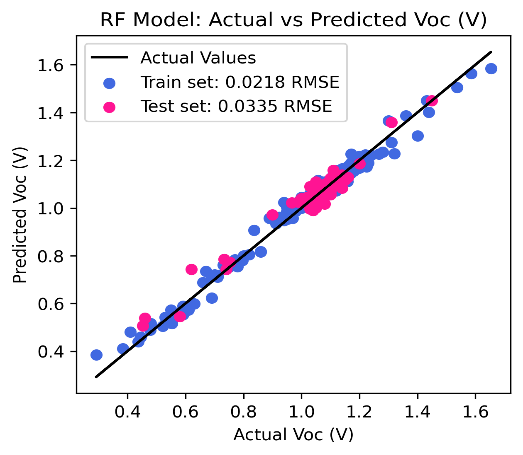 RF Model: Actual vs Predicted Voc (V)
Actual Values
Train set: 0.0218 RMSE
Test set: 0.0335 RMSE
Predicted Voc (V)
1.6
1.4
1.2
1.0
0.8
0.6
0.4
0.4 0.6 0.8 1.0 1.2 1.4 1.6
Actual Voc (V)